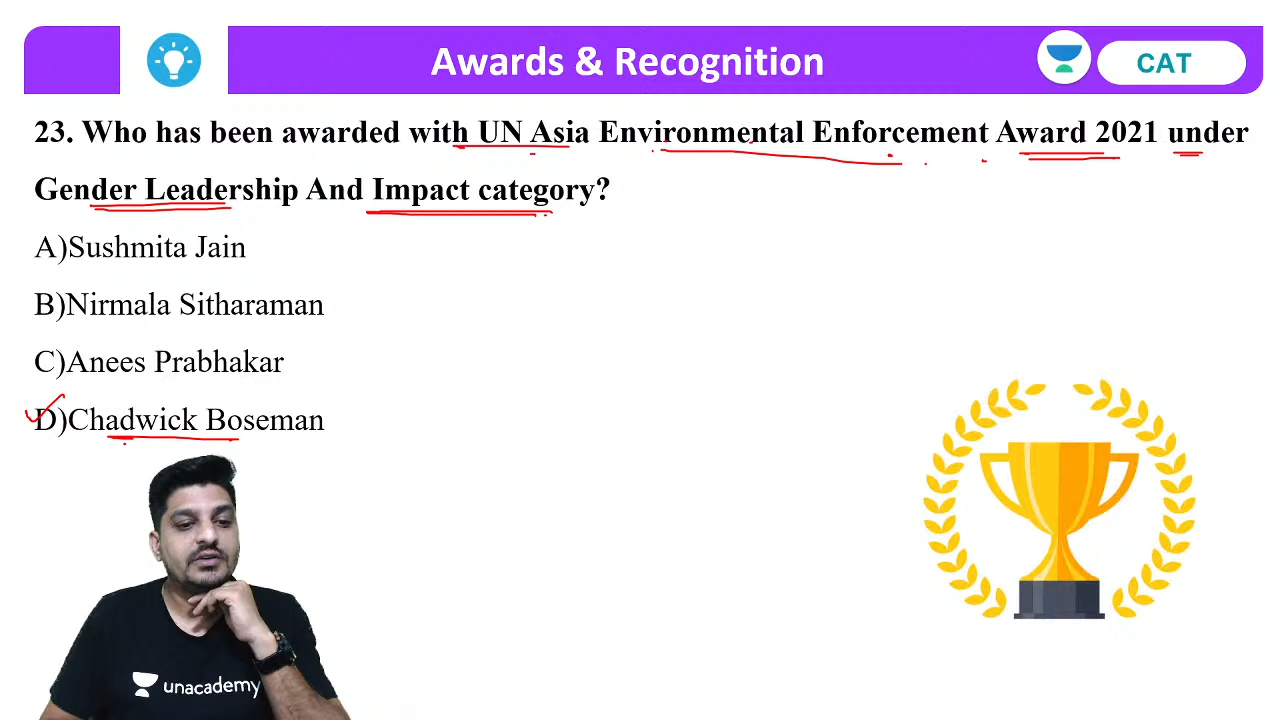 Awards & Recognition
CAT
23. Who has been awarded with UN Asia Environmental Enforcement Award 2021 under
Gender Leadership And Impact category?
A)Sushmita Jain
B)Nirmala Sitharaman
C)Anees Prabhakar
D)Chadwick Boseman
unacademy